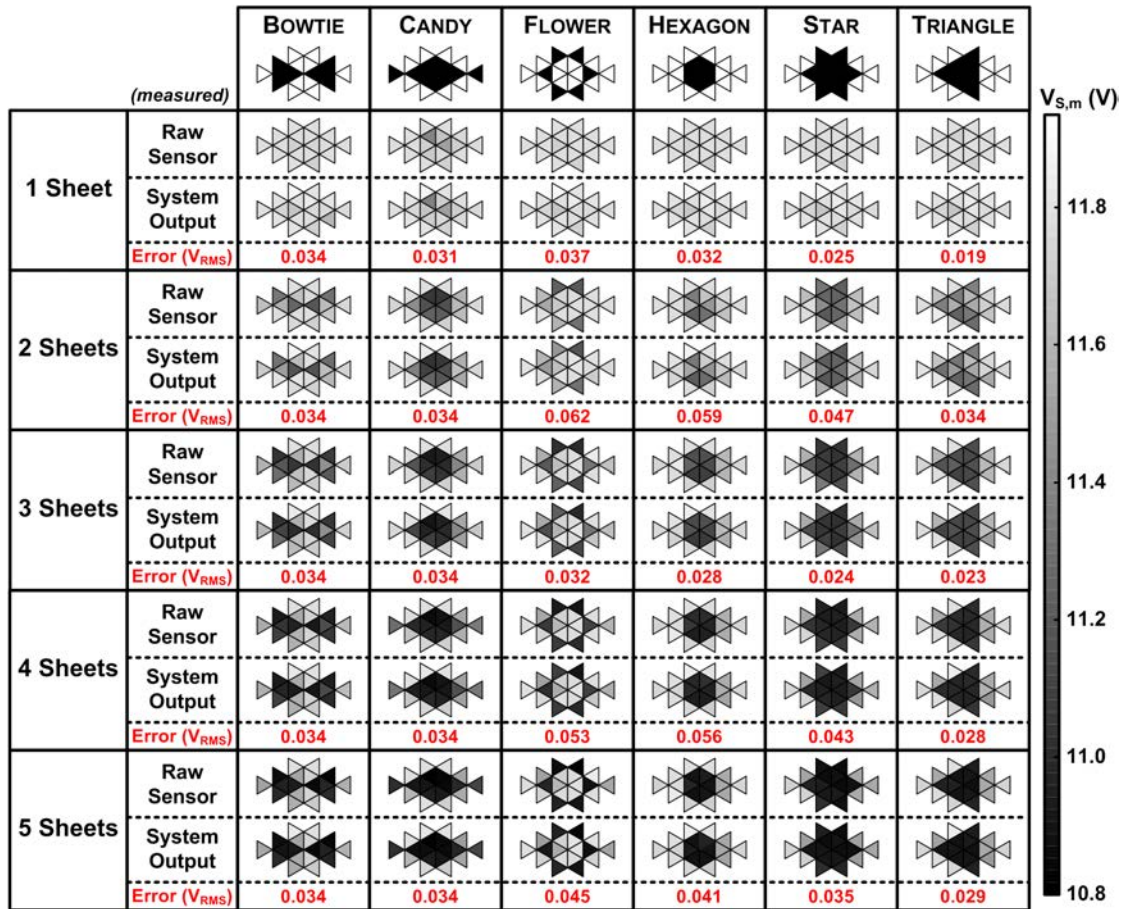 BOWTIE CANDY FLOWER HEXAGON STAR TRIANGLE
(measured)
V_S,m (V)
1 Sheet
Raw
Sensor
System
Output
Error (V_RMS) 0.034 0.031 0.037 0.032 0.025 0.019
2 Sheets
Raw
Sensor
System
Output
Error (V_RMS) 0.034 0.034 0.062 0.059 0.047 0.034
3 Sheets
Raw
Sensor
System
Output
Error (V_RMS) 0.034 0.034 0.032 0.028 0.024 0.023
4 Sheets
Raw
Sensor
System
Output
Error (V_RMS) 0.034 0.034 0.053 0.056 0.043 0.028
5 Sheets
Raw
Sensor
System
Output
Error (V_RMS) 0.034 0.034 0.045 0.041 0.035 0.029
11.8
11.6
11.4
11.2
11.0
10.8